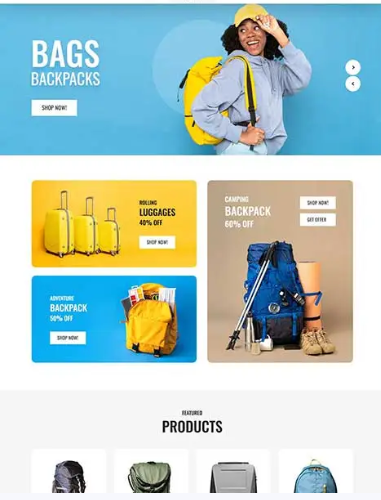 BAGS
BACKPACKS
SHOP NOW!
ROLLING
LUGGAGES
40% OFF
SHOP NOW!
CAMPING
BACKPACK
60% OFF
SHOP NOW!
GET OFFER
ADVENTURE
BACKPACK
50% OFF
SHOP NOW!
FEATURED
PRODUCTS